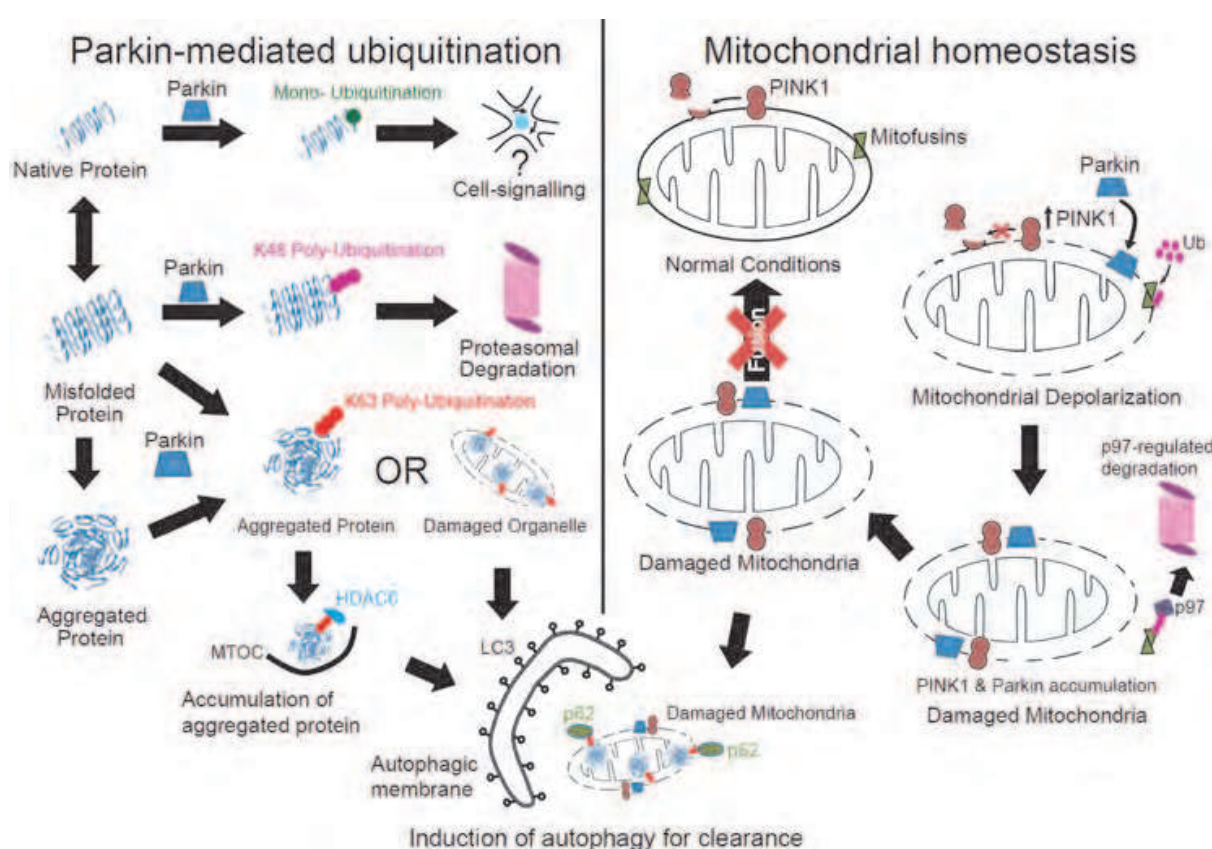 Parkin-mediated ubiquitination
Parkin
Mono- Ubiquitination
Native Protein
?
Cell-signalling
Parkin
K48 Poly-Ubiquitination
Misfolded
Protein
Proteasomal
Degradation
Parkin
K63 Poly-Ubiquitination
OR
Aggregated Protein
Damaged Organelle
Aggregated
Protein
HDAC6
MTOC
Accumulation of
aggregated protein
LC3
Autophagic
membrane
p62
p62
Damaged Mitochondria
Induction of autophagy for clearance
Mitochondrial homeostasis
PINK1
Mitofusins
Normal Conditions
Parkin
PINK1
Ub
Mitochondrial Depolarization
Fusion
Damaged Mitochondria
p97-regulated
degradation
p97
PINK1 & Parkin accumulation
Damaged Mitochondria